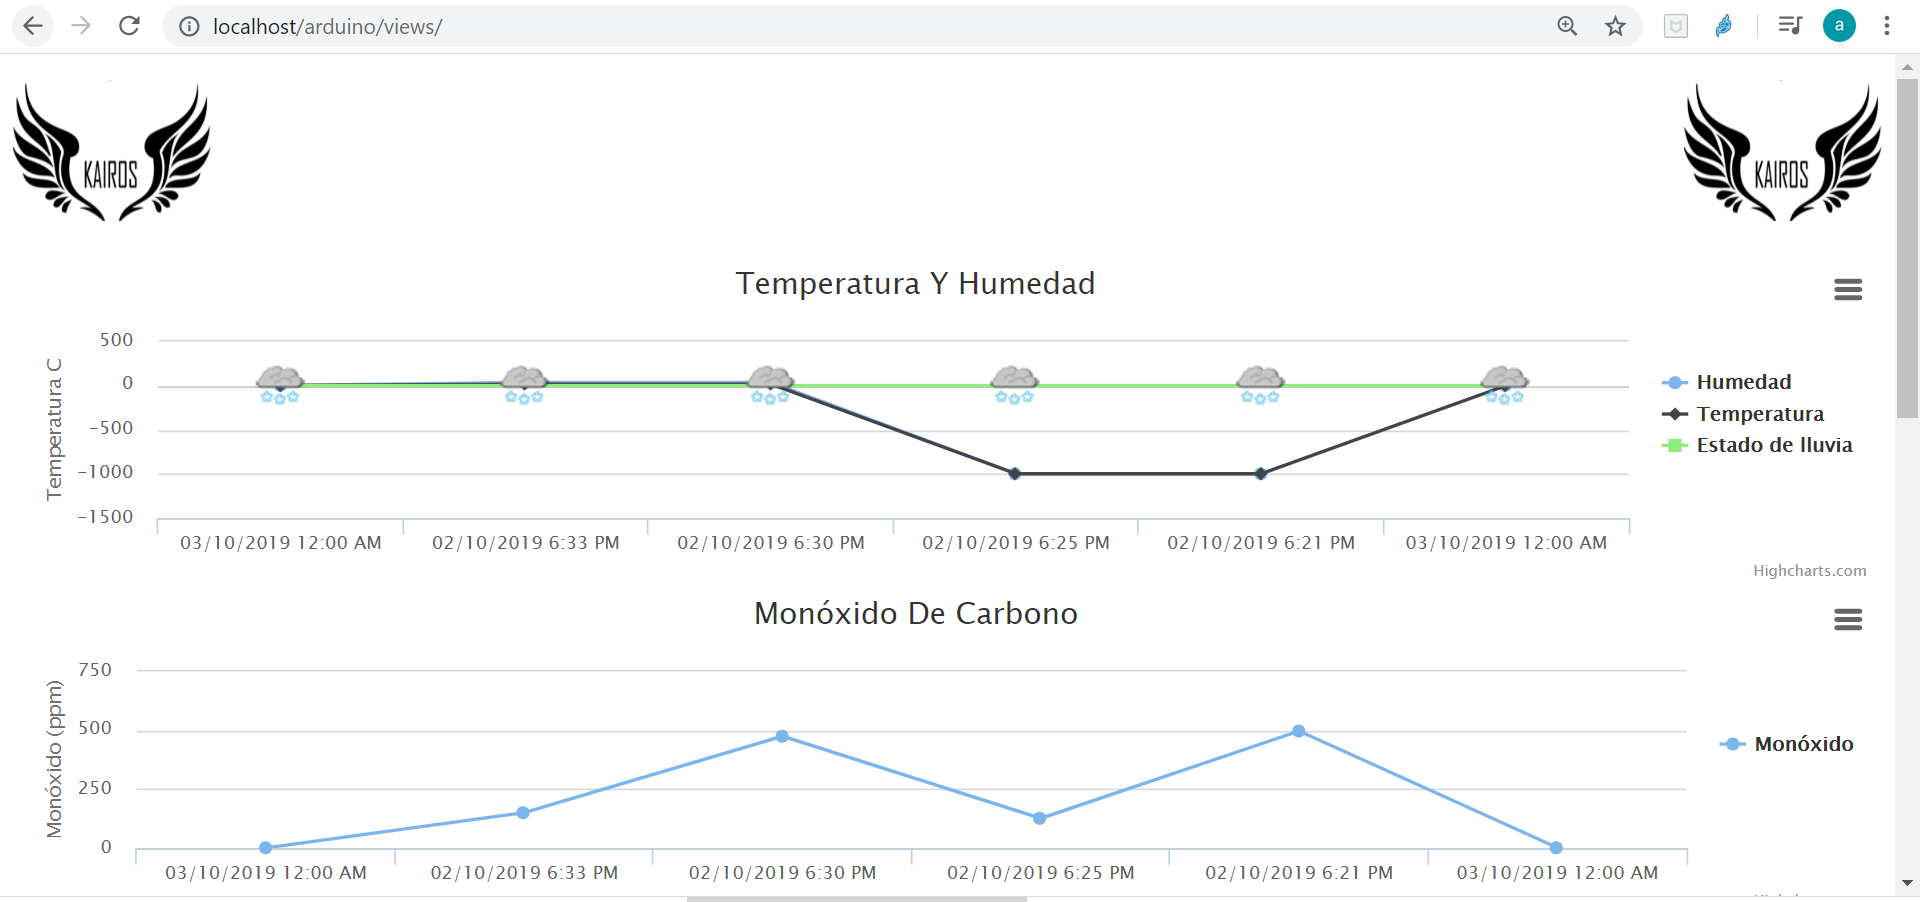 localhost/arduino/views/
a
KAIROS
KAIROS
Temperatura Y Humedad
Temperatura C
500
0
-500
-1000
-1500
03/10/2019 12:00 AM
02/10/2019 6:33 PM
02/10/2019 6:30 PM
02/10/2019 6:25 PM
02/10/2019 6:21 PM
03/10/2019 12:00 AM
Humedad
Temperatura
Estado de lluvia
Highcharts.com
Monóxido De Carbono
Monóxido (ppm)
750
500
250
0
03/10/2019 12:00 AM
02/10/2019 6:33 PM
02/10/2019 6:30 PM
02/10/2019 6:25 PM
02/10/2019 6:21 PM
03/10/2019 12:00 AM
Monóxido